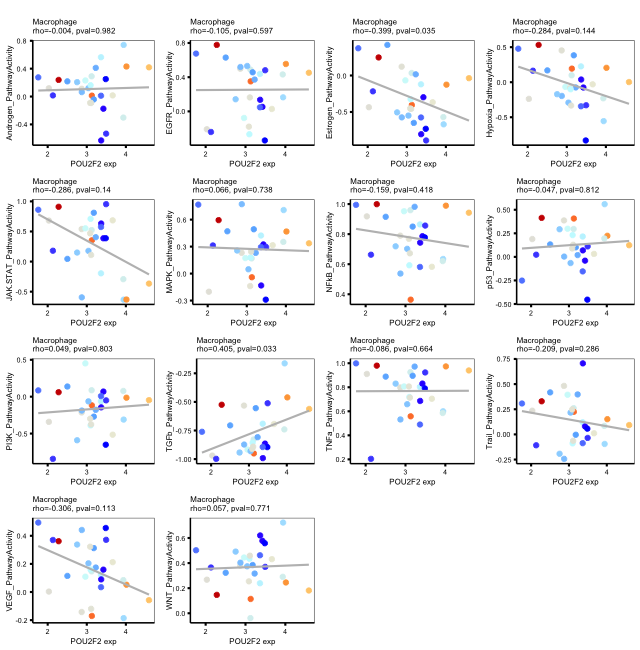 Macrophage
rho=-0.004, pval=0.982
Androgen_PathwayActivity
0.8
0.4
0.0
-0.4
2 3 4
POU2F2 exp
Macrophage
rho=-0.105, pval=0.597
EGFR_PathwayActivity
0.8
0.4
0.0
2 3 4
POU2F2 exp
Macrophage
rho=-0.399, pval=0.035
Estrogen_PathwayActivity
0.0
-0.5
2 3 4
POU2F2 exp
Macrophage
rho=-0.284, pval=0.144
Hypoxia_PathwayActivity
0.5
0.0
-0.5
2 3 4
POU2F2 exp
Macrophage
rho=-0.286, pval=0.14
JAK-STAT_PathwayActivity
1.0
0.5
0.0
-0.5
2 3 4
POU2F2 exp
Macrophage
rho=0.066, pval=0.738
MAPK_PathwayActivity
0.6
0.3
0.0
-0.3
2 3 4
POU2F2 exp
Macrophage
rho=-0.159, pval=0.418
NFkB_PathwayActivity
1.0
0.8
0.6
0.4
2 3 4
POU2F2 exp
Macrophage
rho=-0.047, pval=0.812
p53_PathwayActivity
0.50
0.25
0.00
-0.25
-0.50
2 3 4
POU2F2 exp
Macrophage
rho=0.049, pval=0.803
PI3K_PathwayActivity
0.5
0.0
-0.5
2 3 4
POU2F2 exp
Macrophage
rho=0.405, pval=0.033
TGFb_PathwayActivity
-0.25
-0.50
-0.75
-1.00
2 3 4
POU2F2 exp
Macrophage
rho=-0.086, pval=0.664
TNFa_PathwayActivity
1.0
0.8
0.6
0.4
0.2
2 3 4
POU2F2 exp
Macrophage
rho=-0.209, pval=0.286
Trail_PathwayActivity
0.75
0.50
0.25
0.00
-0.25
2 3 4
POU2F2 exp
Macrophage
rho=-0.306, pval=0.113
VEGF_PathwayActivity
0.4
0.2
0.0
-0.2
2 3 4
POU2F2 exp
Macrophage
rho=0.057, pval=0.771
WNT_PathwayActivity
0.6
0.4
0.2
0.0
2 3 4
POU2F2 exp